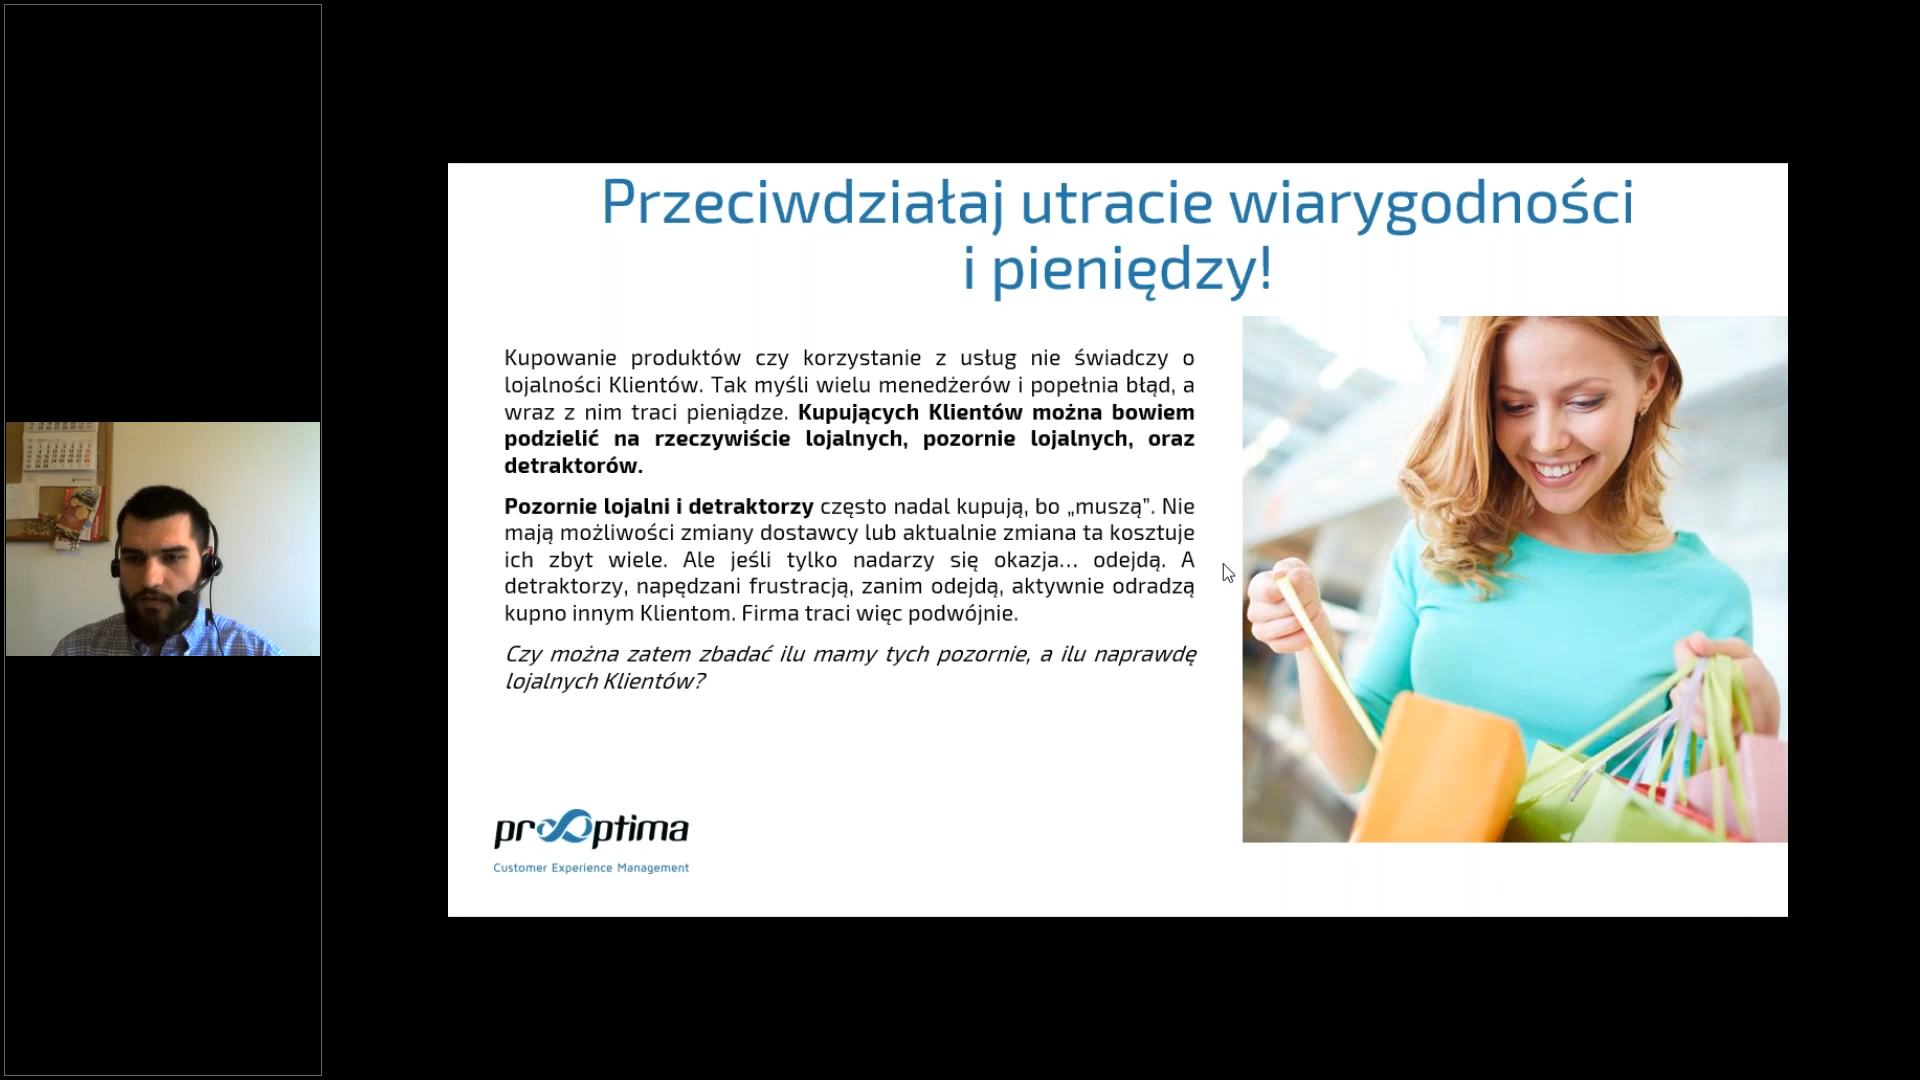 Przeciwdziałaj utracie wiarygodności
i pieniędzy!
Kupowanie produktów czy korzystanie z usług nie świadczy o
lojalności Klientów. Tak myśli wielu menedżerów i popełnia błąd, a
wraz z nim traci pieniądze. Kupujących Klientów można bowiem
podzielić na rzeczywiście lojalnych, pozornie lojalnych, oraz
detraktorów.
Pozornie lojalni i detraktorzy często nadal kupują, bo „muszą”. Nie
mają możliwości zmiany dostawcy lub aktualnie zmiana ta kosztuje
ich zbyt wiele. Ale jeśli tylko nadarzy się okazja… odejdą. A
detraktorzy, napędzani frustracją, zanim odejdą, aktywnie odradzą
kupno innym Klientom. Firma traci więc podwójnie.
Czy można zatem zbadać ilu mamy tych pozornie, a ilu naprawdę
lojalnych Klientów?
proOptima
Customer Experience Management